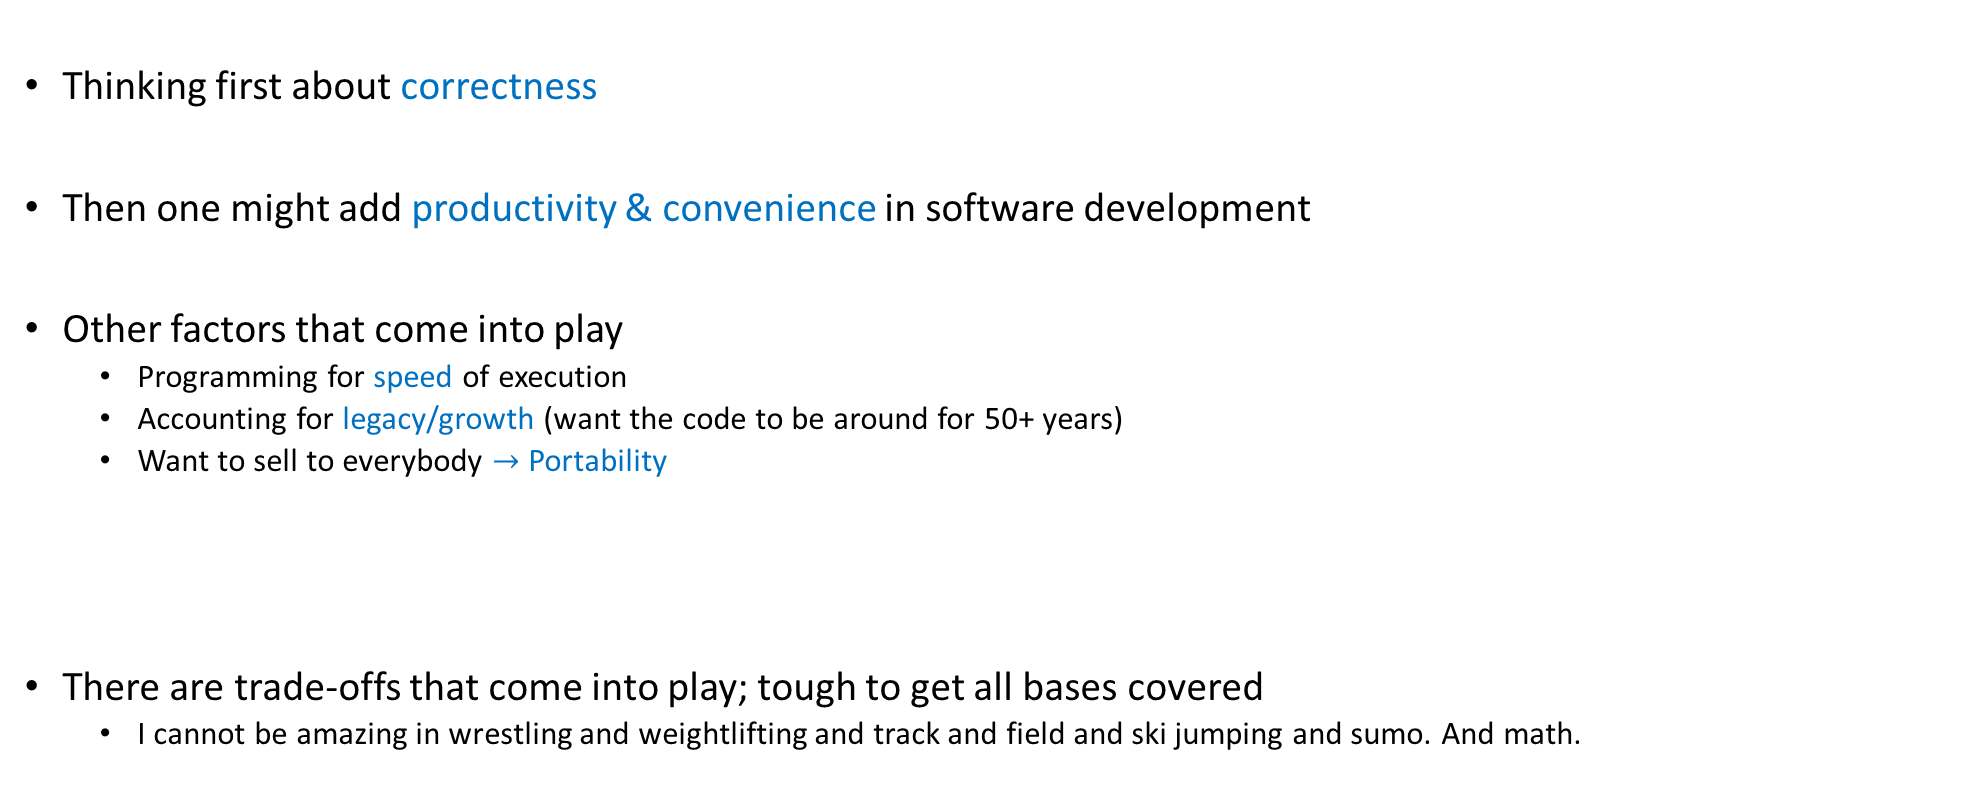 • Thinking first about correctness
• Then one might add productivity & convenience in software development
• Other factors that come into play
• Programming for speed of execution
• Accounting for legacy/growth (want the code to be around for 50+ years)
• Want to sell to everybody → Portability
• There are trade-offs that come into play; tough to get all bases covered
• I cannot be amazing in wrestling and weightlifting and track and field and ski jumping and sumo. And math.